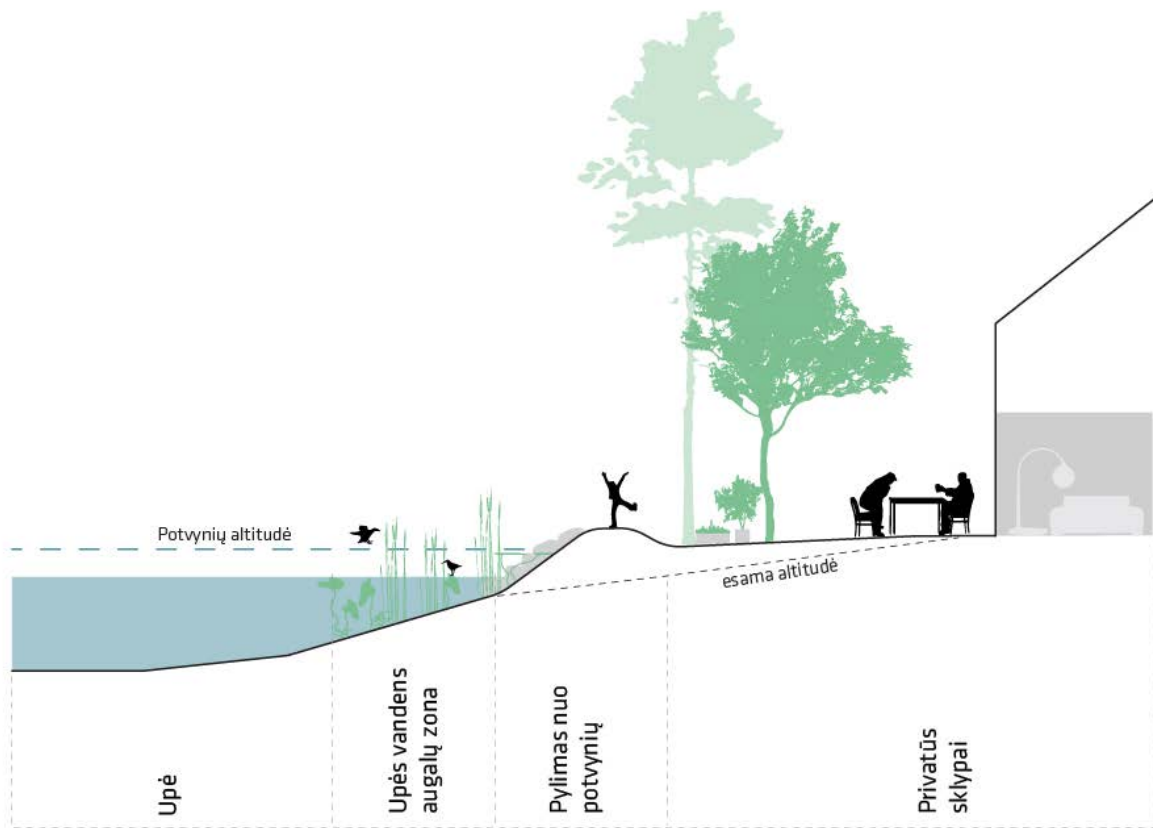 Potvynių altitudė
esama altitudė
Upė
Upės vandens
augalų zona
Pylimas nuo
potvynių
Privatūs
sklypai